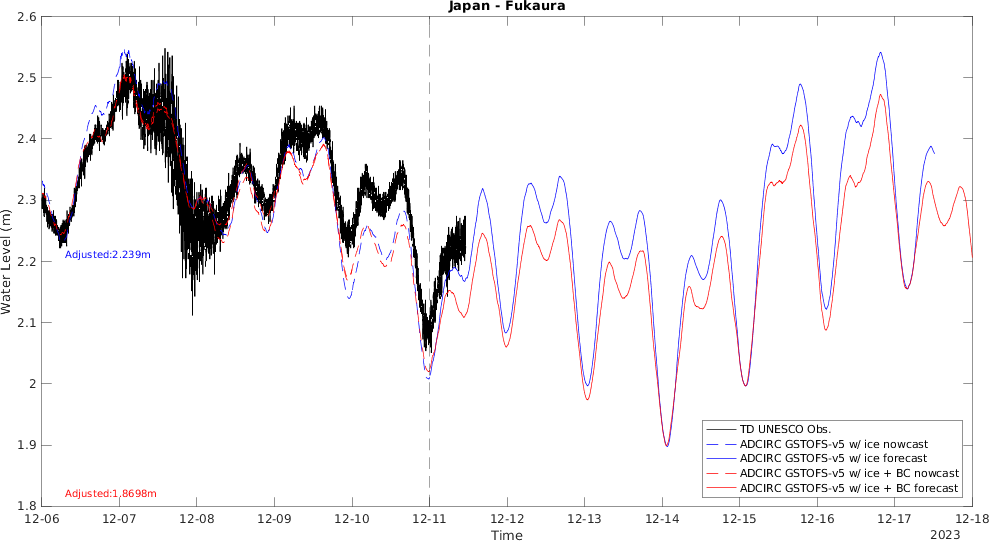 Japan - Fukaura
2.6
2.5
2.4
2.3
2.2
2.1
2
1.9
1.8
Water Level (m)
Adjusted:2.239m
Adjusted:1.8698m
TD UNESCO Obs.
ADCIRC GSTOFS-v5 w/ ice nowcast
ADCIRC GSTOFS-v5 w/ ice forecast
ADCIRC GSTOFS-v5 w/ ice + BC nowcast
ADCIRC GSTOFS-v5 w/ ice + BC forecast
12-06 12-07 12-08 12-09 12-10 12-11 12-12 12-13 12-14 12-15 12-16 12-17 12-18
Time
2023